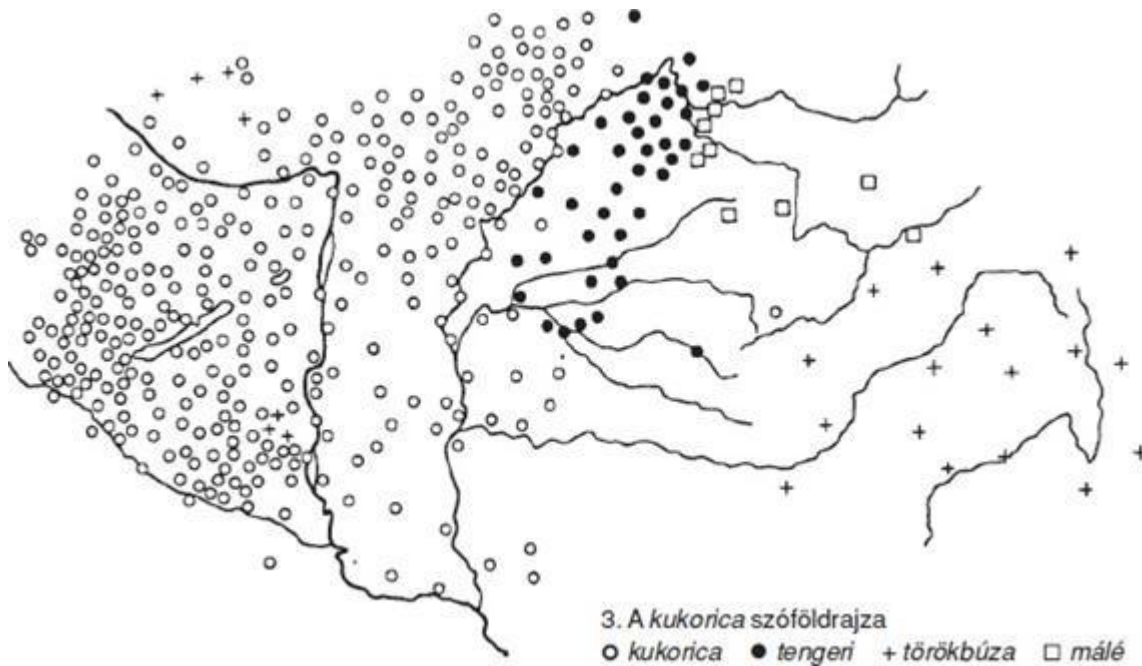 3. A kukorica szóföldrajza
○ kukorica ● tengeri + törökbúza □ málé